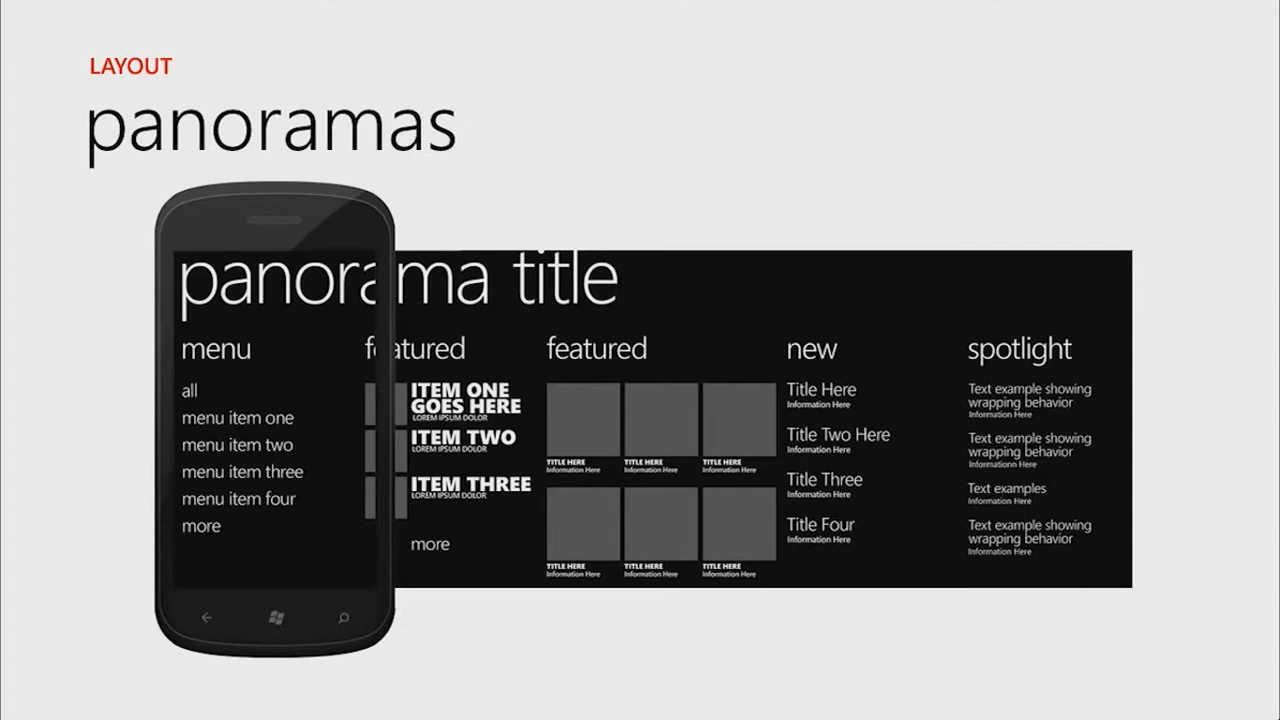 LAYOUT
panoramas
panorama title
menu
all
menu item one
menu item two
menu item three
menu item four
more
featured
ITEM ONE
GOES HERE
LOREM IPSUM DOLOR
ITEM TWO
LOREM IPSUM DOLOR
ITEM THREE
LOREM IPSUM DOLOR
more
featured
TITLE HERE
Information Here
TITLE HERE
Information Here
TITLE HERE
Information Here
TITLE HERE
Information Here
TITLE HERE
Information Here
TITLE HERE
Information Here
new
Title Here
Information Here
Title Two Here
Information Here
Title Three
Information Here
Title Four
Information Here
spotlight
Text example showing
wrapping behavior
Information Here
Text example showing
wrapping behavior
Informationn Here
Text examples
Information Here
Text example showing
wrapping behavior
Information Here